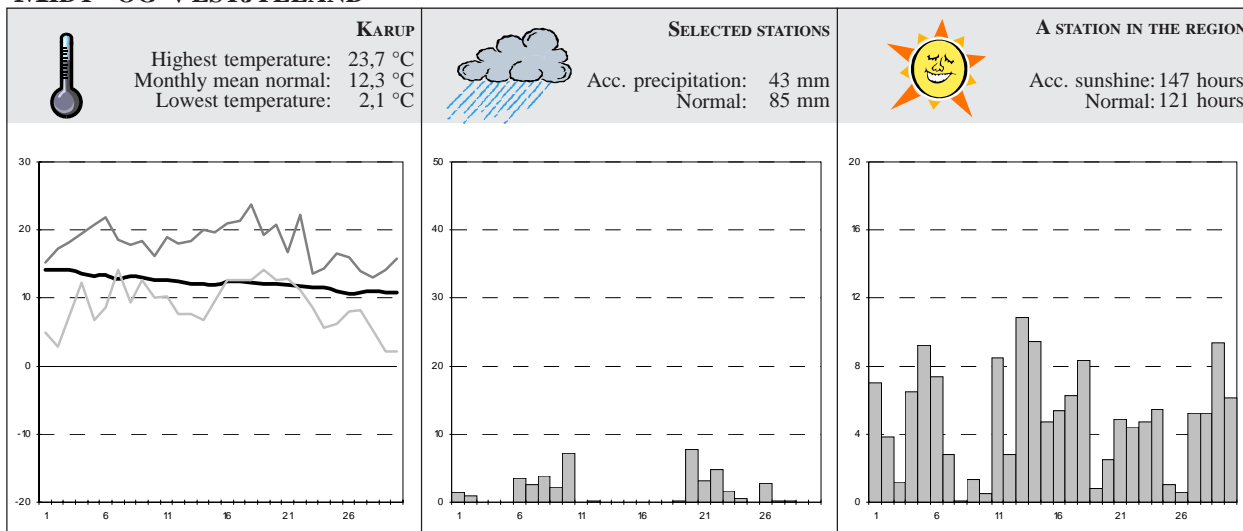 KARUP
Highest temperature: 23,7 °C
Monthly mean normal: 12,3 °C
Lowest temperature: 2,1 °C
30
20
10
0
-10
-20
1 6 11 16 21 26
SELECTED STATIONS
Acc. precipitation: 43 mm
Normal: 85 mm
50
40
30
20
10
0
1 6 11 16 21 26
A STATION IN THE REGION
Acc. sunshine: 147 hours
Normal: 121 hours
20
16
12
8
4
0
1 6 11 16 21 26